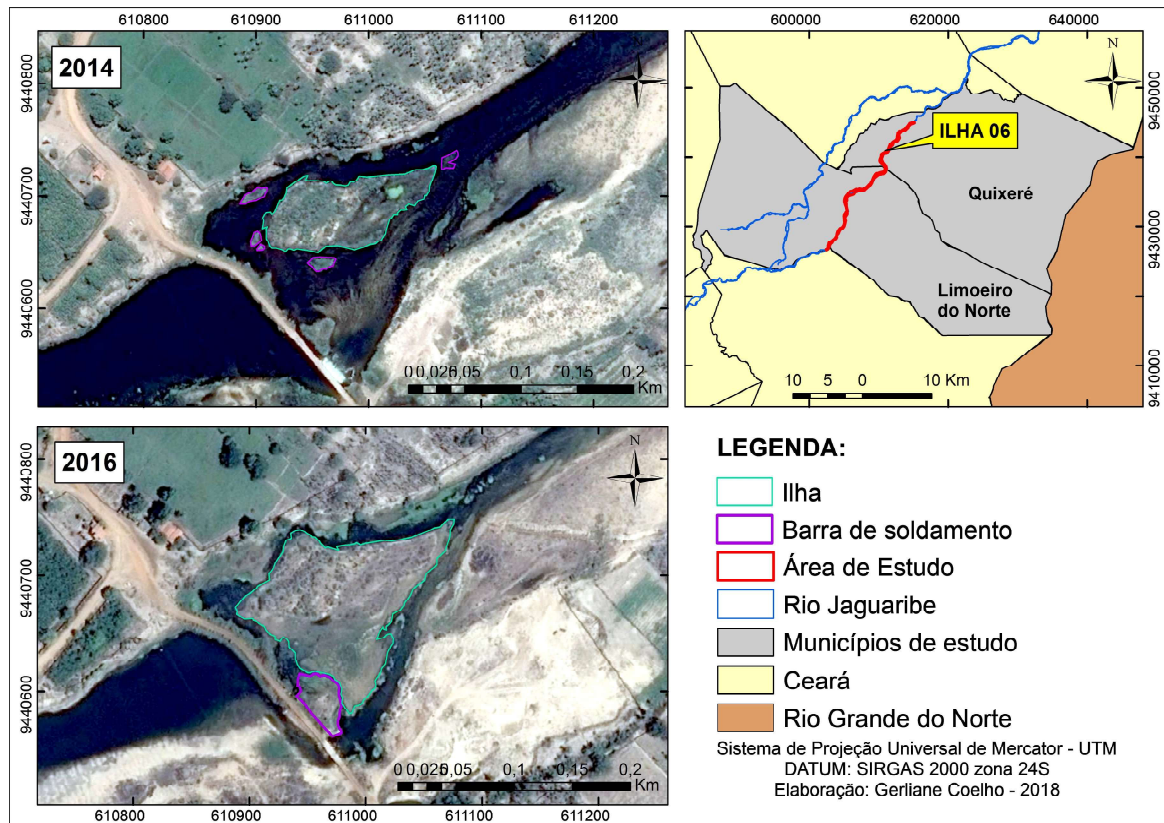 610800 610900 611000 611100 611200
2014
N
9440800
9440700
9440600
0 0,0250,05 0,1 0,15 0,2
Km
600000 620000 640000
N
ILHA 06
Quixeré
Limoeiro
do Norte
9450000
9430000
9410000
10 5 0 10 Km
2016
N
9440800
9440700
9440600
0 0,0250,05 0,1 0,15 0,2
Km
610800 610900 611000 611100 611200
LEGENDA:
Ilha
Barra de soldamento
Área de Estudo
Rio Jaguaribe
Municípios de estudo
Ceará
Rio Grande do Norte
Sistema de Projeção Universal de Mercator - UTM
DATUM: SIRGAS 2000 zona 24S
Elaboração: Gerliane Coelho - 2018